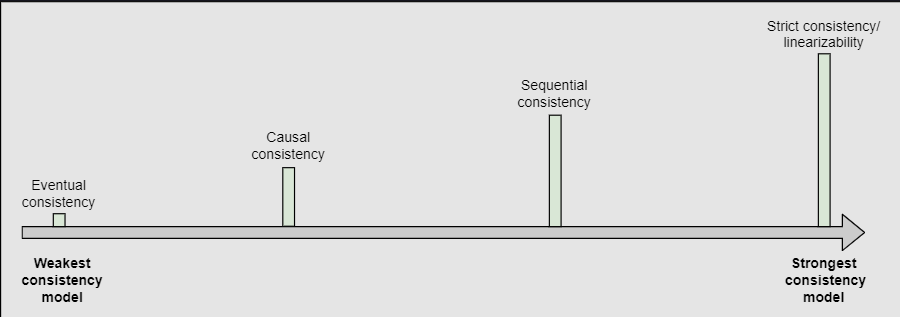 Strict consistency/
linearizability
Sequential
consistency
Causal
consistency
Eventual
consistency
Weakest
consistency
model
Strongest
consistency
model